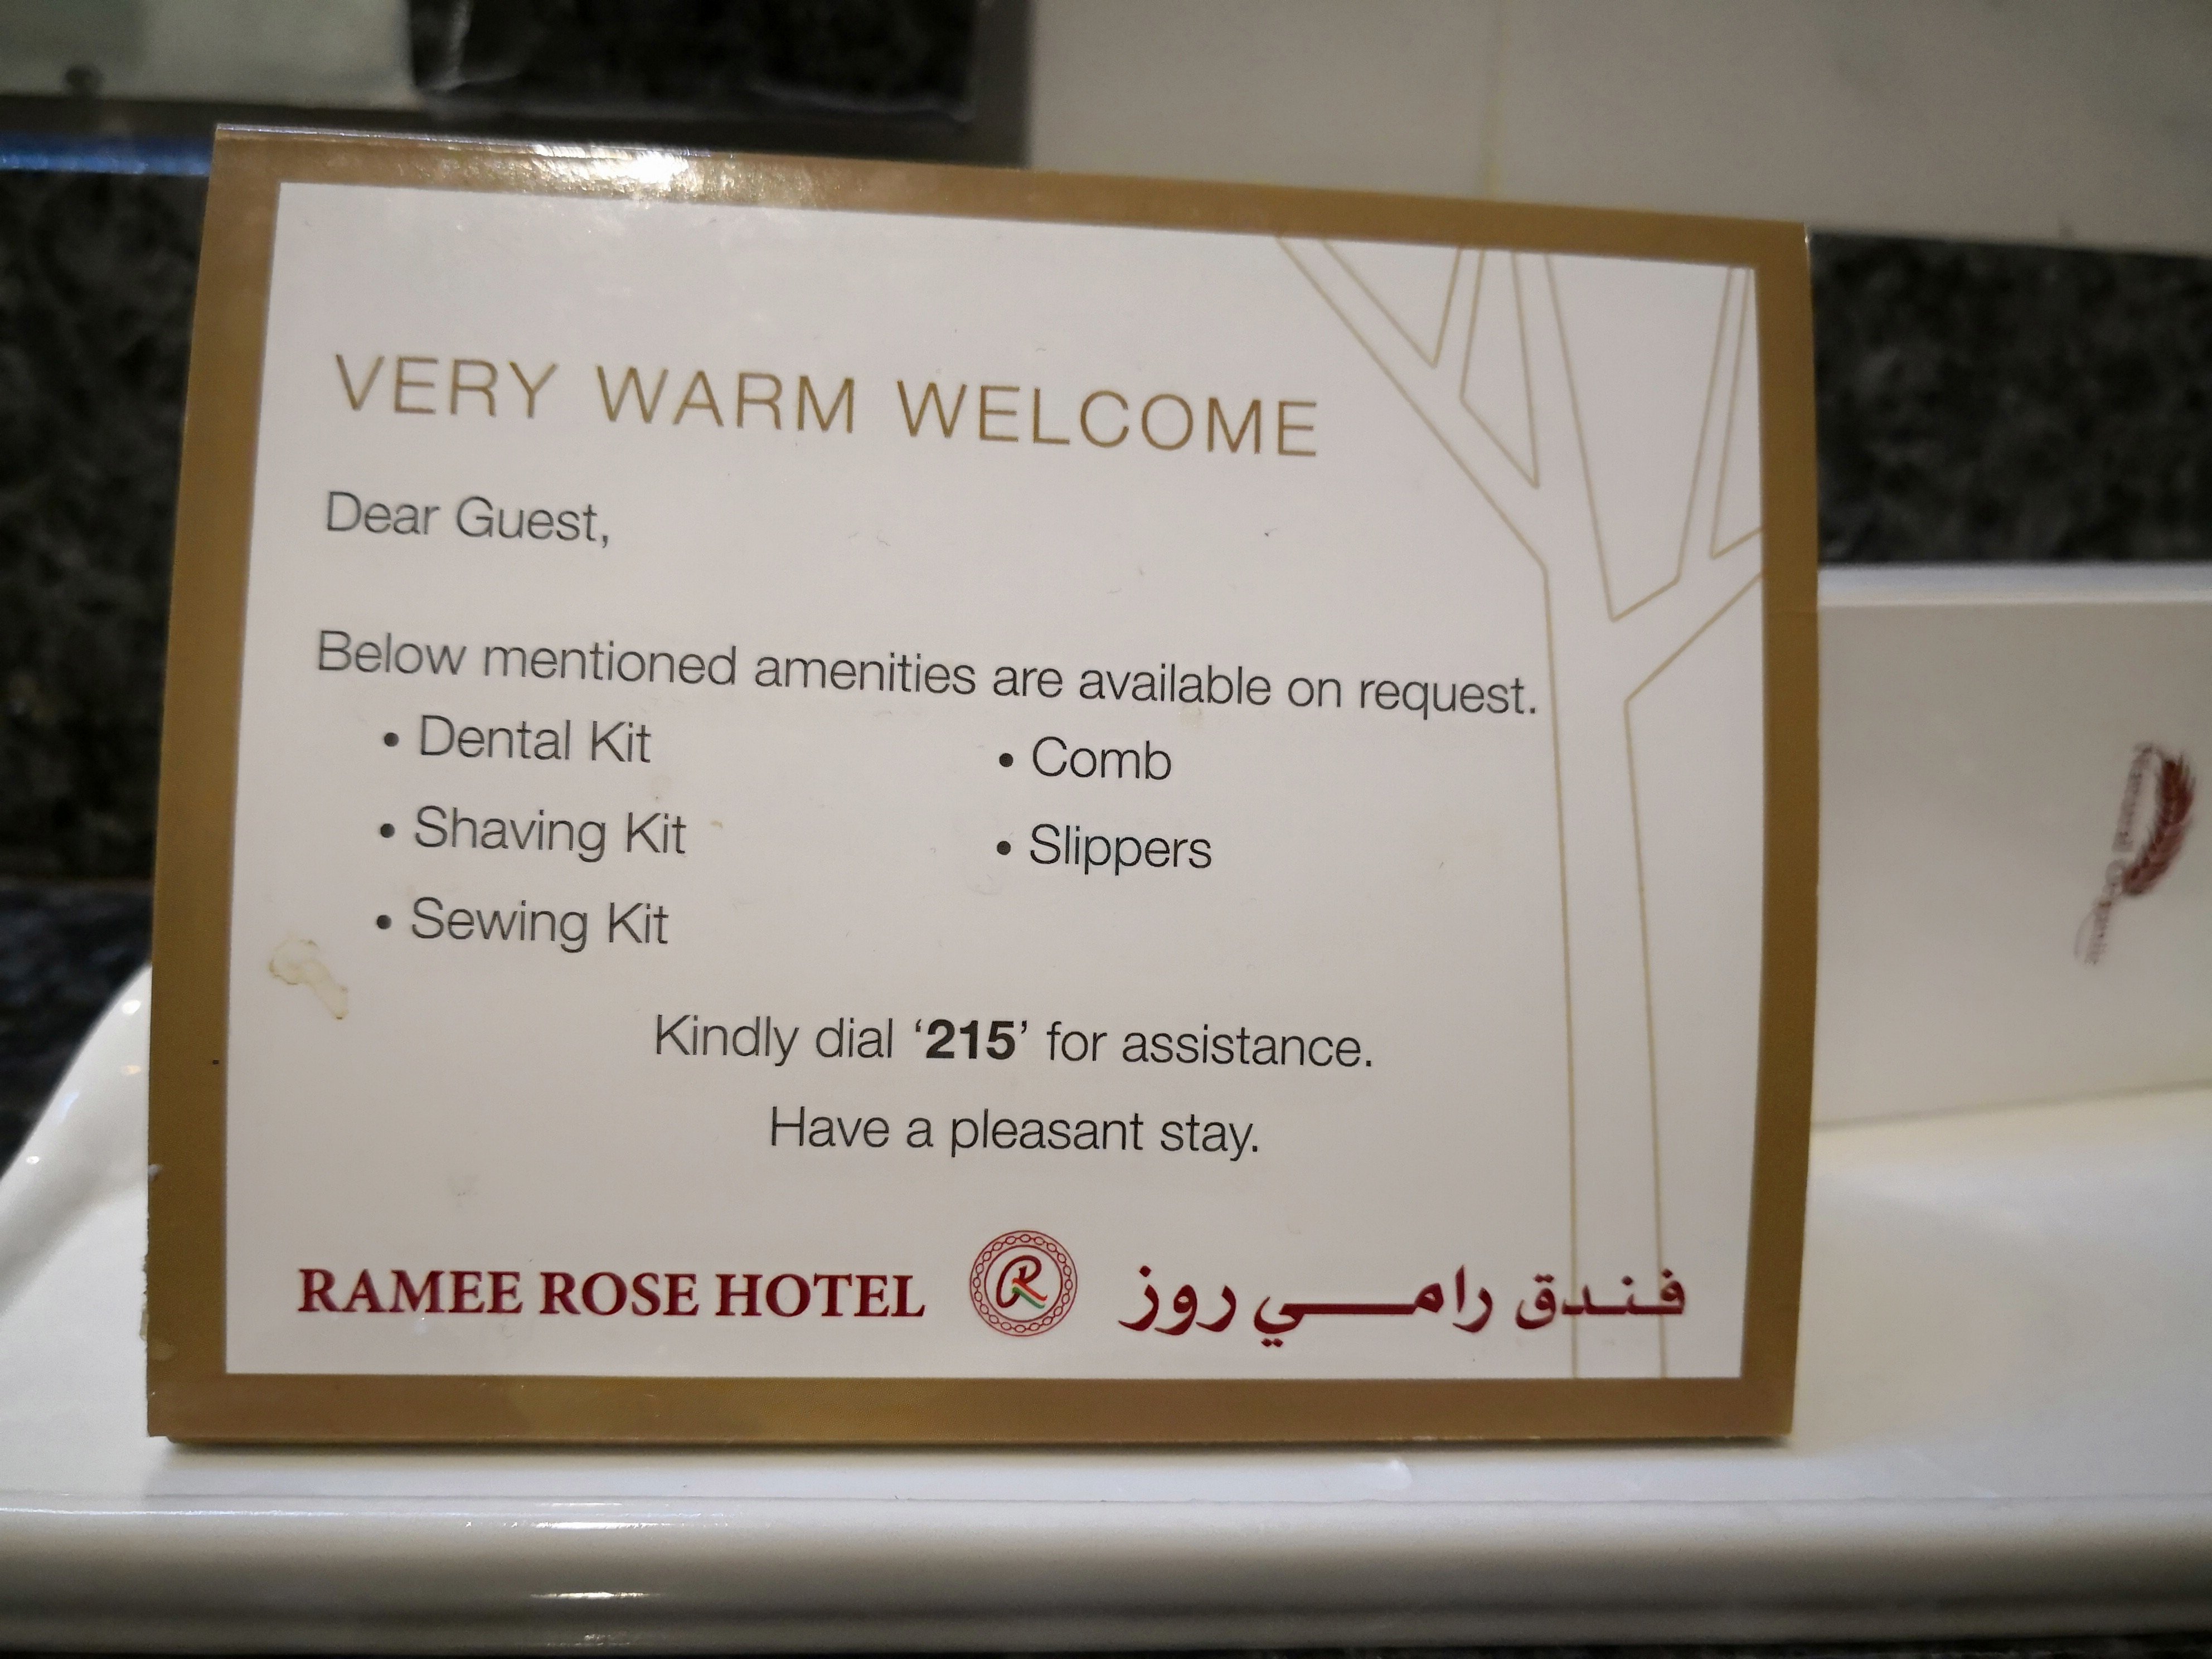 VERY WARM WELCOME
Dear Guest,
Below mentioned amenities are available on request.
• Dental Kit
• Shaving Kit
• Sewing Kit
• Comb
• Slippers
Kindly dial ‘215’ for assistance.
Have a pleasant stay.
RAMEE ROSE HOTEL R فندق رامي روز